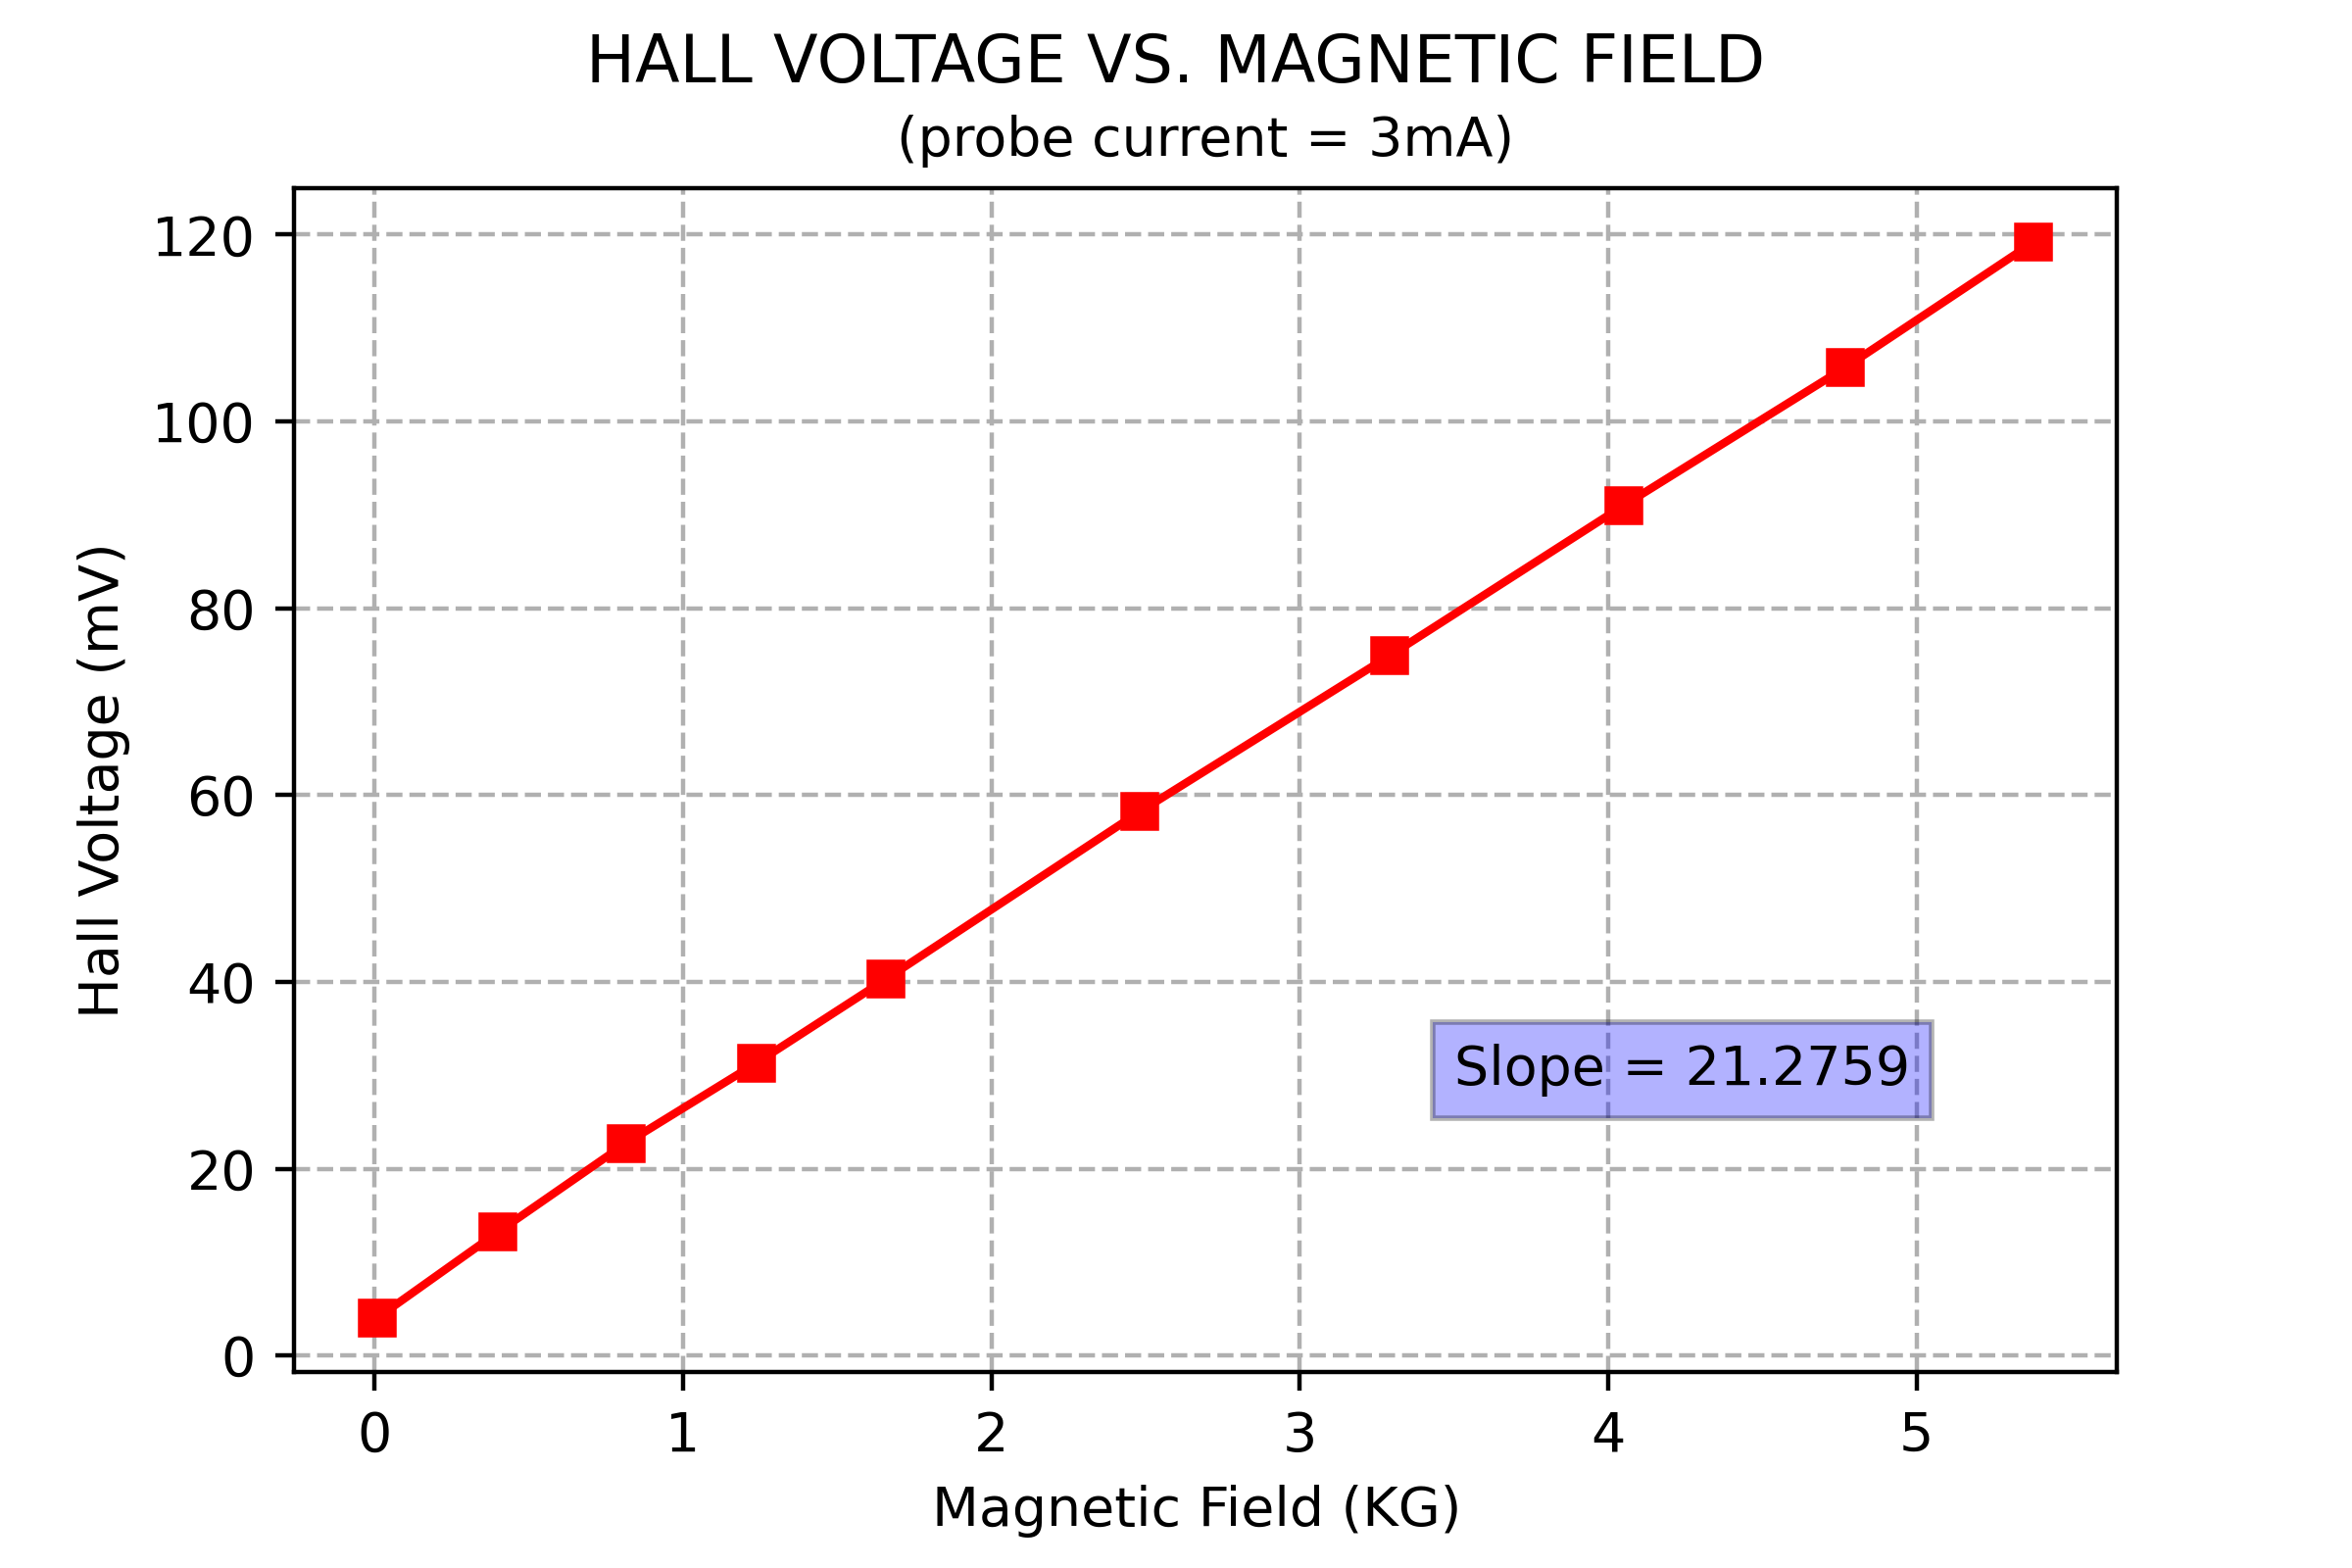 HALL VOLTAGE VS. MAGNETIC FIELD
(probe current = 3mA)
120
100
80
60
40
20
0
Hall Voltage (mV)
Slope = 21.2759
0 1 2 3 4 5
Magnetic Field (KG)